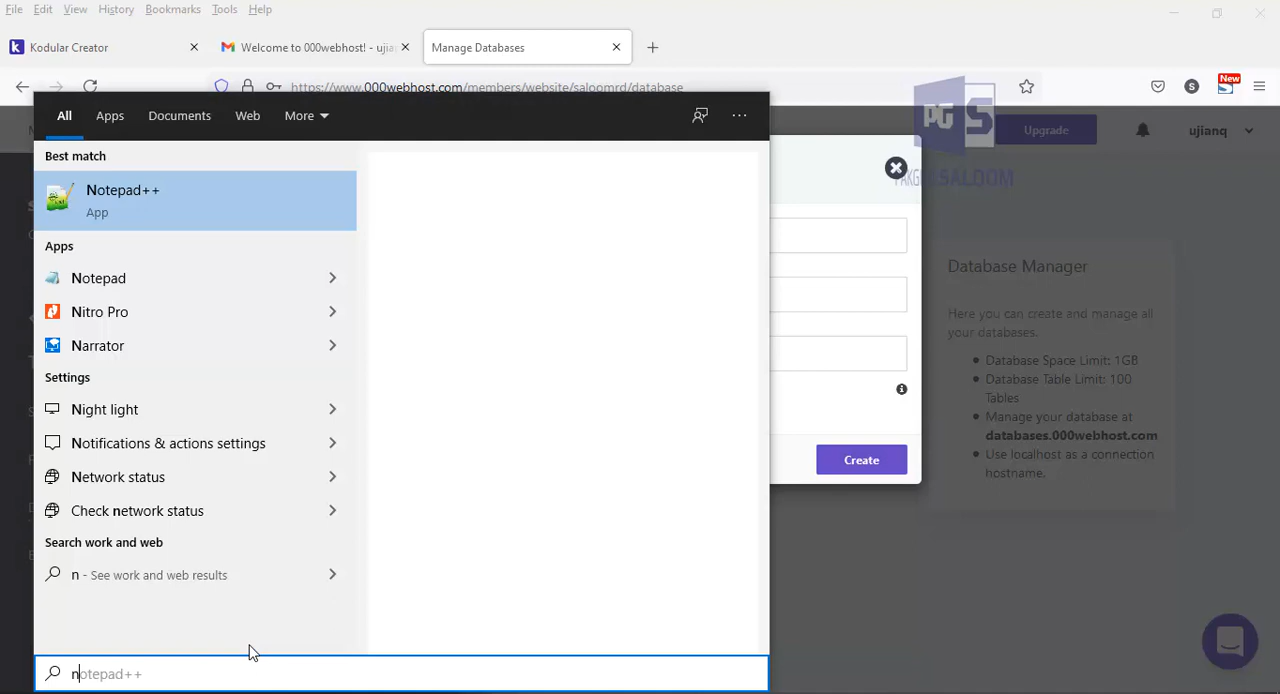 File Edit View History Bookmarks Tools Help
Kodular Creator
Welcome to 000webhost! - ujian
Manage Databases
https://www.000webhost.com/members/website/saloomrd/database
New
S
All Apps Documents Web More
PG S
SALOOM
Upgrade
ujianq
Best match
Notepad++
App
Apps
Notepad
Nitro Pro
Narrator
Settings
Night light
Notifications & actions settings
Network status
Check network status
Search work and web
n - See work and web results
notepad++
Create
Database Manager
Here you can create and manage all
your databases.
Database Space Limit: 1GB
Database Table Limit: 100
Tables
Manage your database at
databases.000webhost.com
Use localhost as a connection
hostname.